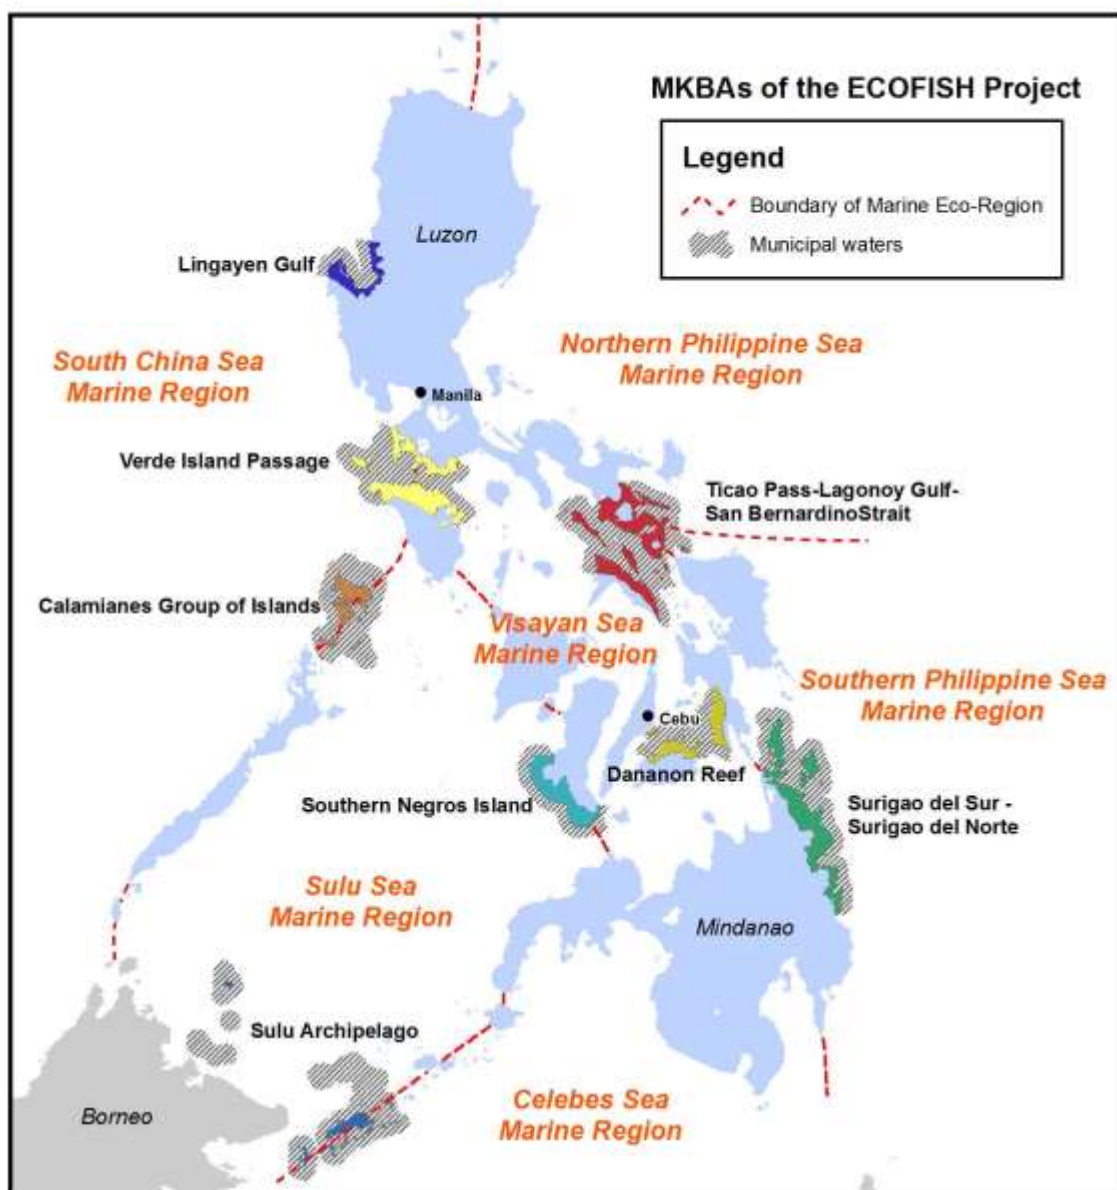 MKBAs of the ECOFISH Project
Legend
Boundary of Marine Eco-Region
Municipal waters
Luzon
Lingayen Gulf
South China Sea
Marine Region
Northern Philippine Sea
Marine Region
Manila
Verde Island Passage
Ticao Pass-Lagonoy Gulf-
San BernardinoStrait
Calamianes Group of Islands
Visayan Sea
Marine Region
Southern Philippine Sea
Marine Region
Cebu
Dananon Reef
Southern Negros Island
Surigao del Sur -
Surigao del Norte
Sulu Sea
Marine Region
Mindanao
Sulu Archipelago
Borneo
Celebes Sea
Marine Region